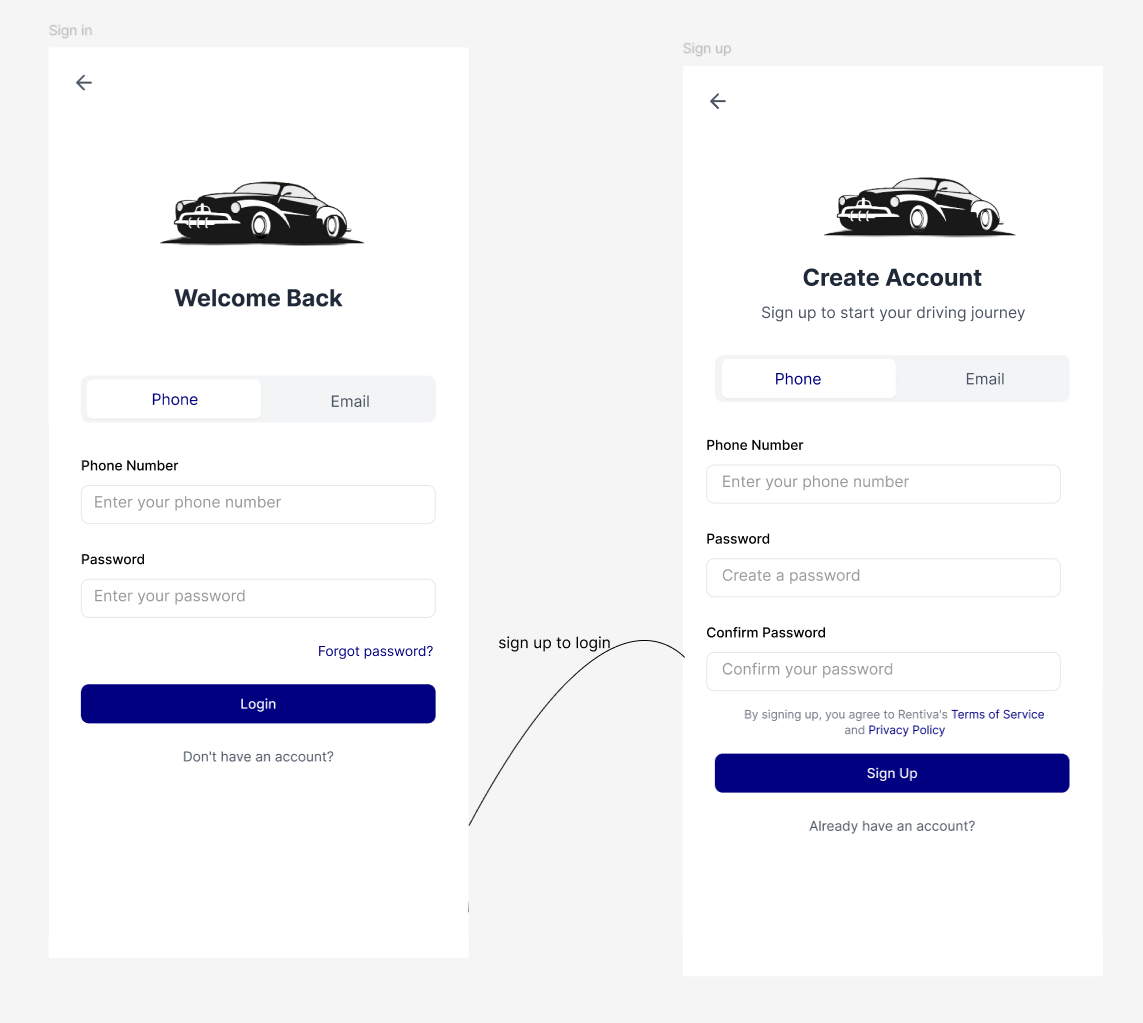 Sign in
Welcome Back
Phone
Email
Phone Number
Enter your phone number
Password
Enter your password
Forgot password?
Login
Don't have an account?
sign up to login
Sign up
Create Account
Sign up to start your driving journey
Phone
Email
Phone Number
Enter your phone number
Password
Create a password
Confirm Password
Confirm your password
By signing up, you agree to Rentiva's Terms of Service
and Privacy Policy
Sign Up
Already have an account?